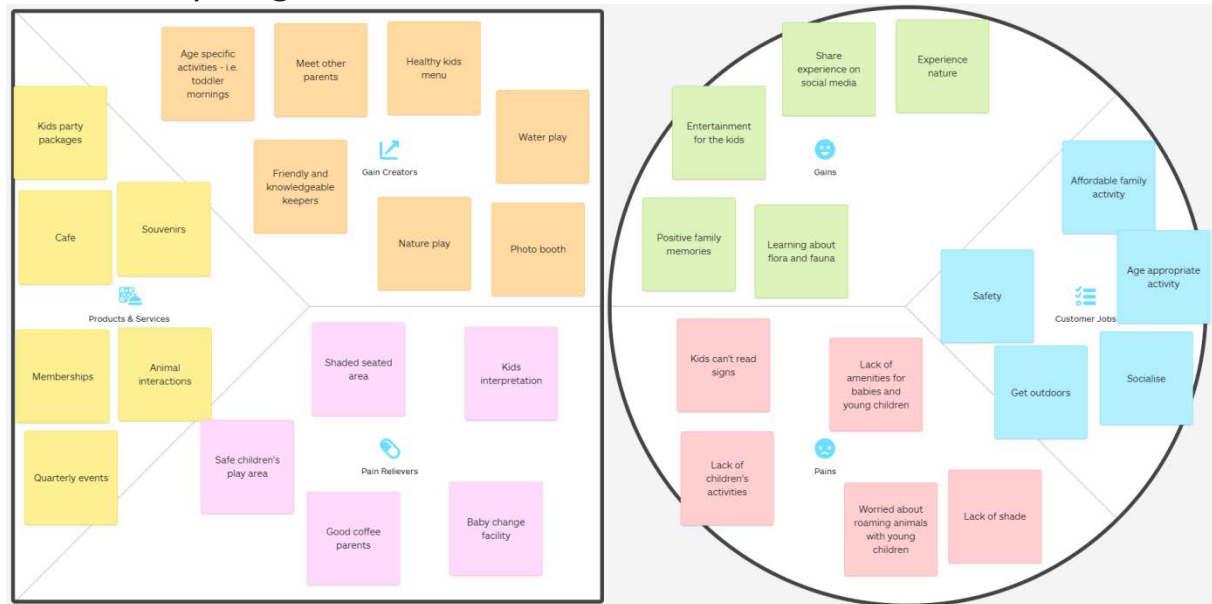 Age specific
activities - i.e.
toddler
mornings
Meet other
parents
Healthy kids
menu
Kids party
packages
Water play
Friendly and
knowledgeable
keepers
Gain Creators
Cafe
Souvenirs
Nature play
Photo booth
Products & Services
Memberships
Animal
interactions
Quarterly events
Shaded seated
area
Kids
interpretation
Safe children's
play area
Pain Relievers
Good coffee
parents
Baby change
facility
Share
experience on
social media
Experience
nature
Entertainment
for the kids
Gains
Positive family
memories
Learning about
flora and fauna
Affordable family
activity
Age appropriate
activity
Safety
Customer Jobs
Get outdoors
Socialise
Kids can't read
signs
Lack of
amenities for
babies and
young children
Lack of
children's
activities
Pains
Worried about
roaming animals
with young
children
Lack of shade